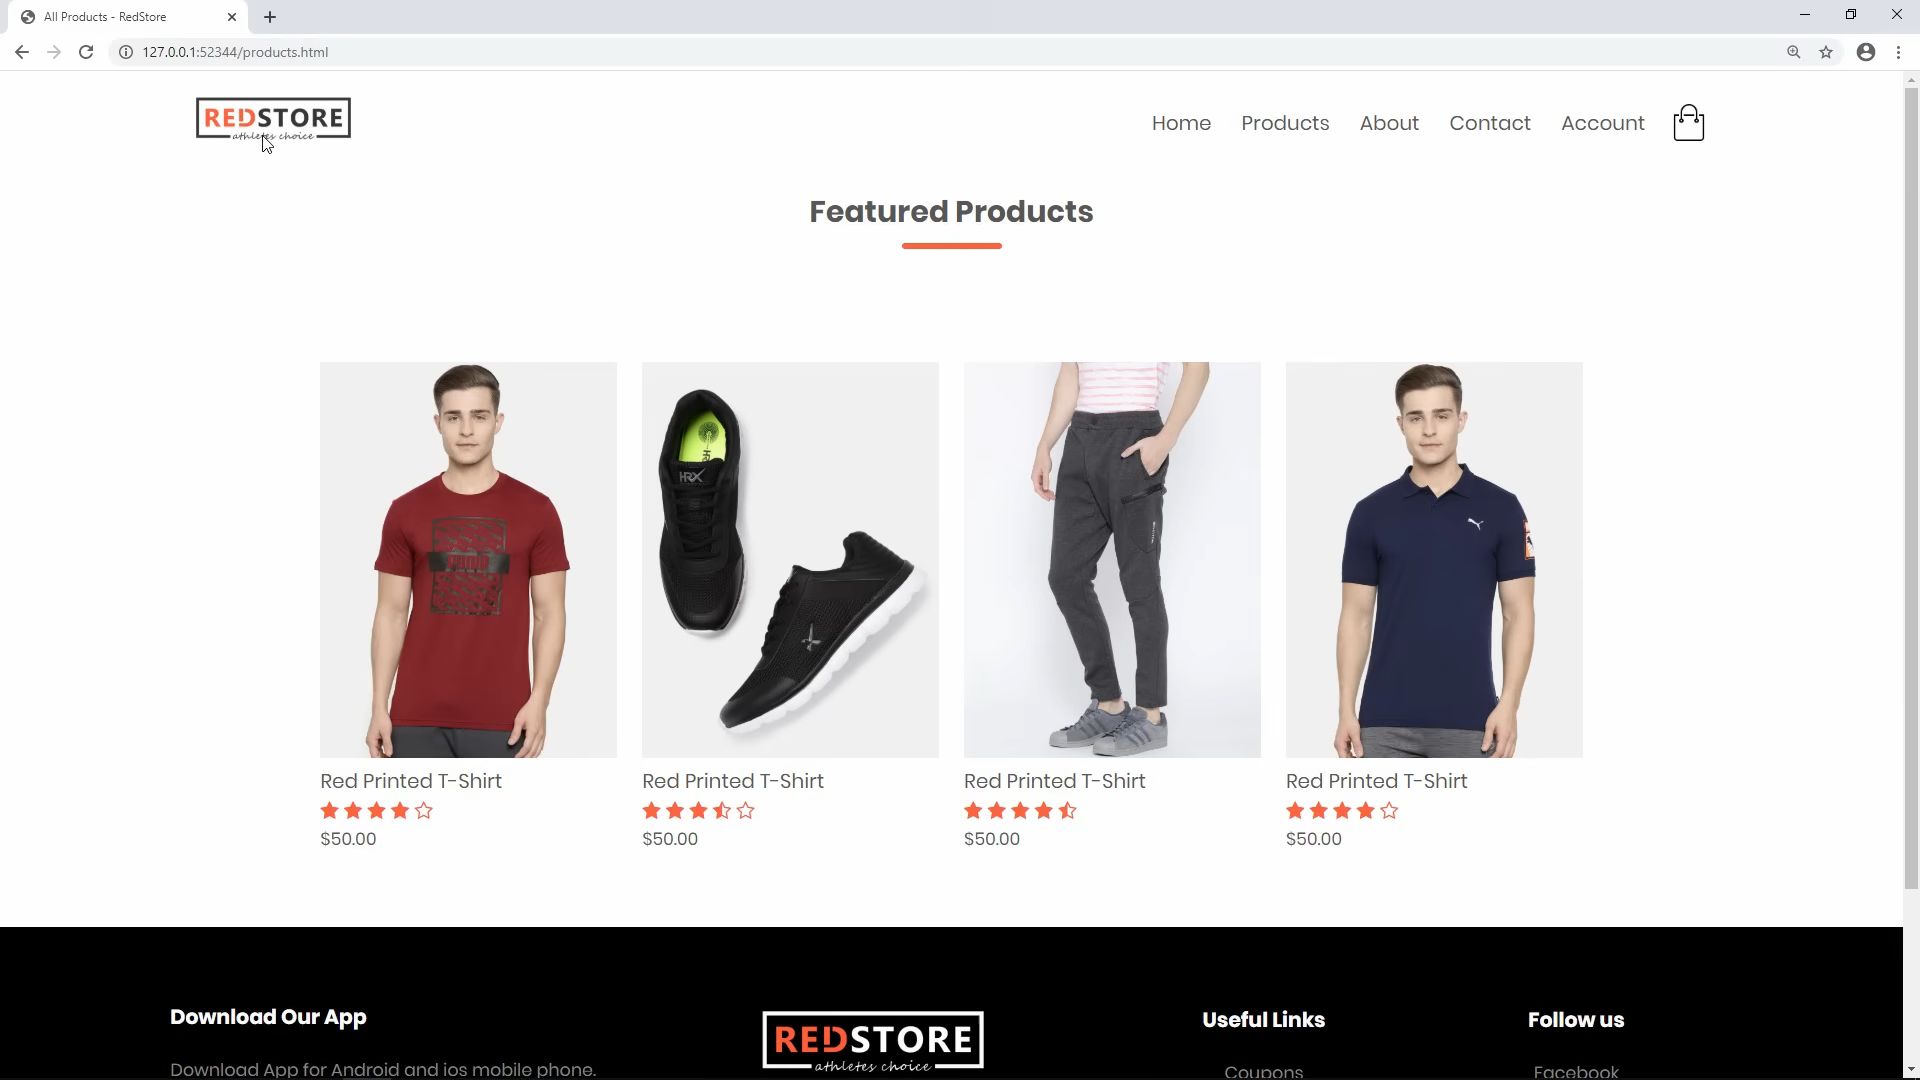 All Products - RedStore
127.0.0.1:52344/products.html
REDSTORE
athletes choice
Home Products About Contact Account
Featured Products
HRX
HRX
PUMA
Red Printed T-Shirt Red Printed T-Shirt Red Printed T-Shirt Red Printed T-Shirt
$50.00 $50.00 $50.00 $50.00
Download Our App
REDSTORE
athletes choice
Useful Links
Follow us
Download App for Android and ios mobile phone.
Coupons
Facebook